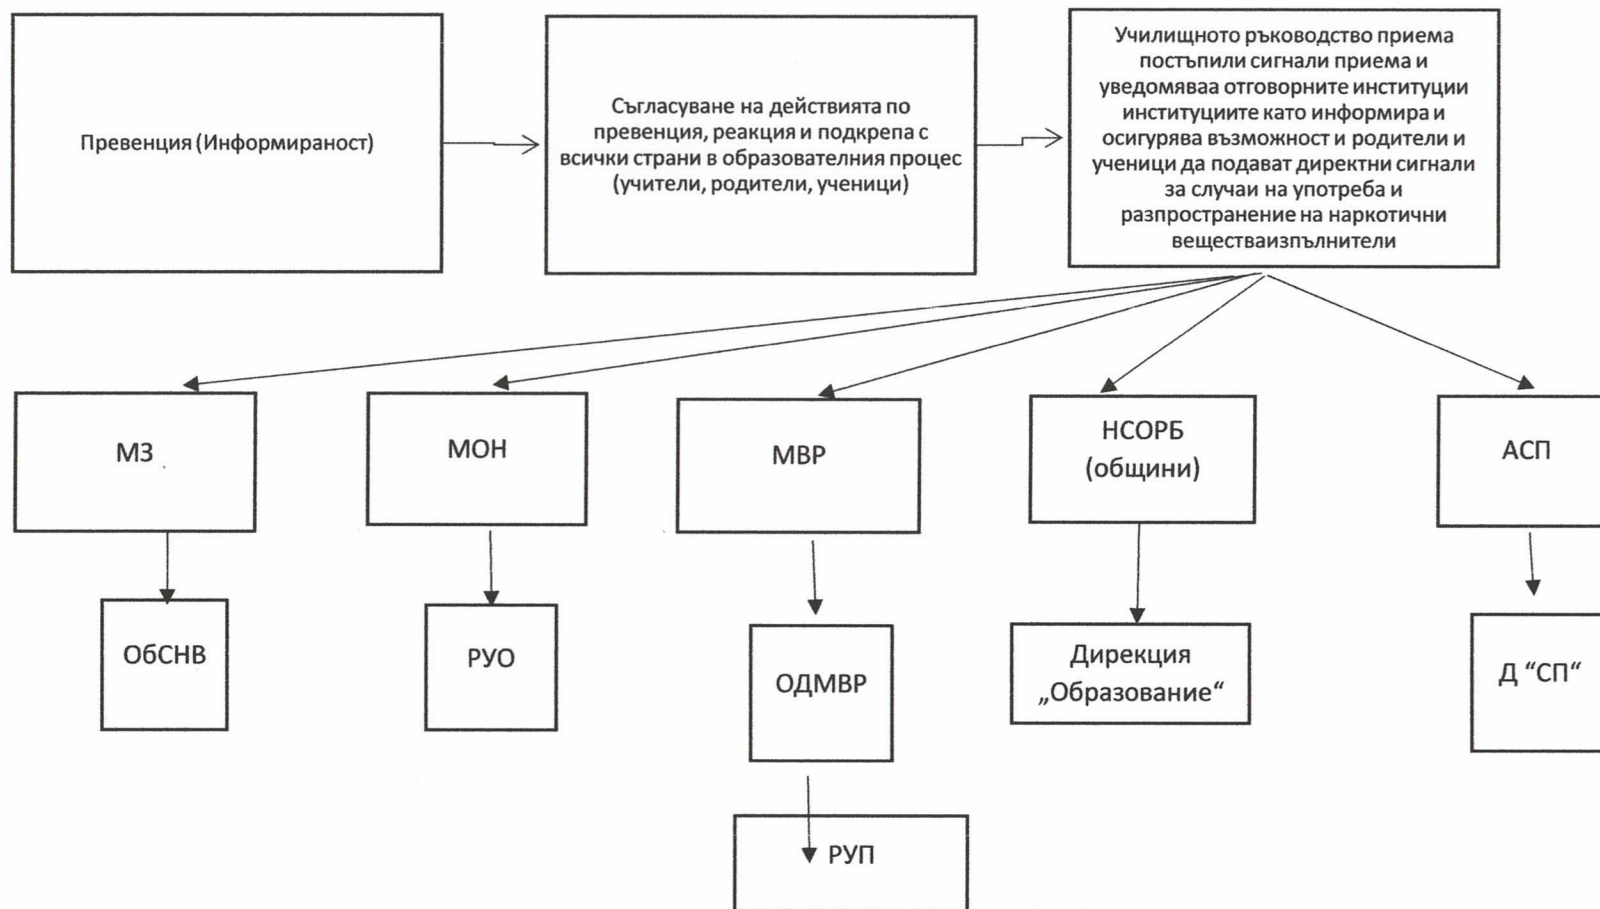 Превенция (Информираност)
Съгласуване на действията по
превенция, реакция и подкрепа с
всички страни в образователния процес
(учители, родители, ученици)
Училищното ръководство приема
постъпили сигнали приема и
уведомяваа отговорните институции
институциите като информира и
осигурява възможност и родители и
ученици да подават директни сигнали
за случаи на употреба и
разпространение на наркотични
веществаизпълнители
МЗ
МОН
МВР
НСОРБ
(общини)
АСП
ОбСНВ
РУО
ОДМВР
Дирекция
„Образование“
Д “СП“
РУП